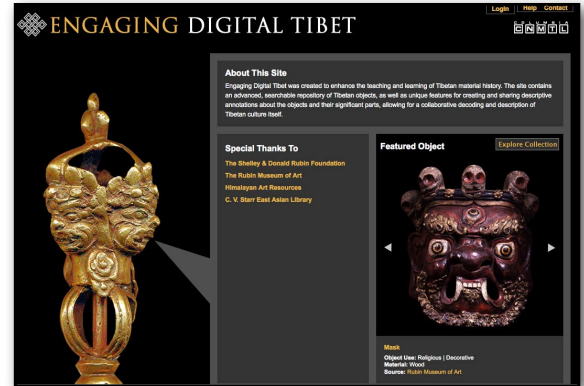 Login Help Contact
ENGAGING DIGITAL TIBET
CNMTL
About This Site
Engaging Digital Tibet was created to enhance the teaching and learning of Tibetan material history. The site contains
an advanced, searchable repository of Tibetan objects, as well as unique features for creating and sharing descriptive
annotations about the objects and their significant parts, allowing for a collaborative decoding and description of
Tibetan culture itself.
Special Thanks To
The Shelley & Donald Rubin Foundation
The Rubin Museum of Art
Himalayan Art Resources
C. V. Starr East Asian Library
Featured Object
Explore Collection
Mask
Object Use: Religious | Decorative
Material: Wood
Source: Rubin Museum of Art